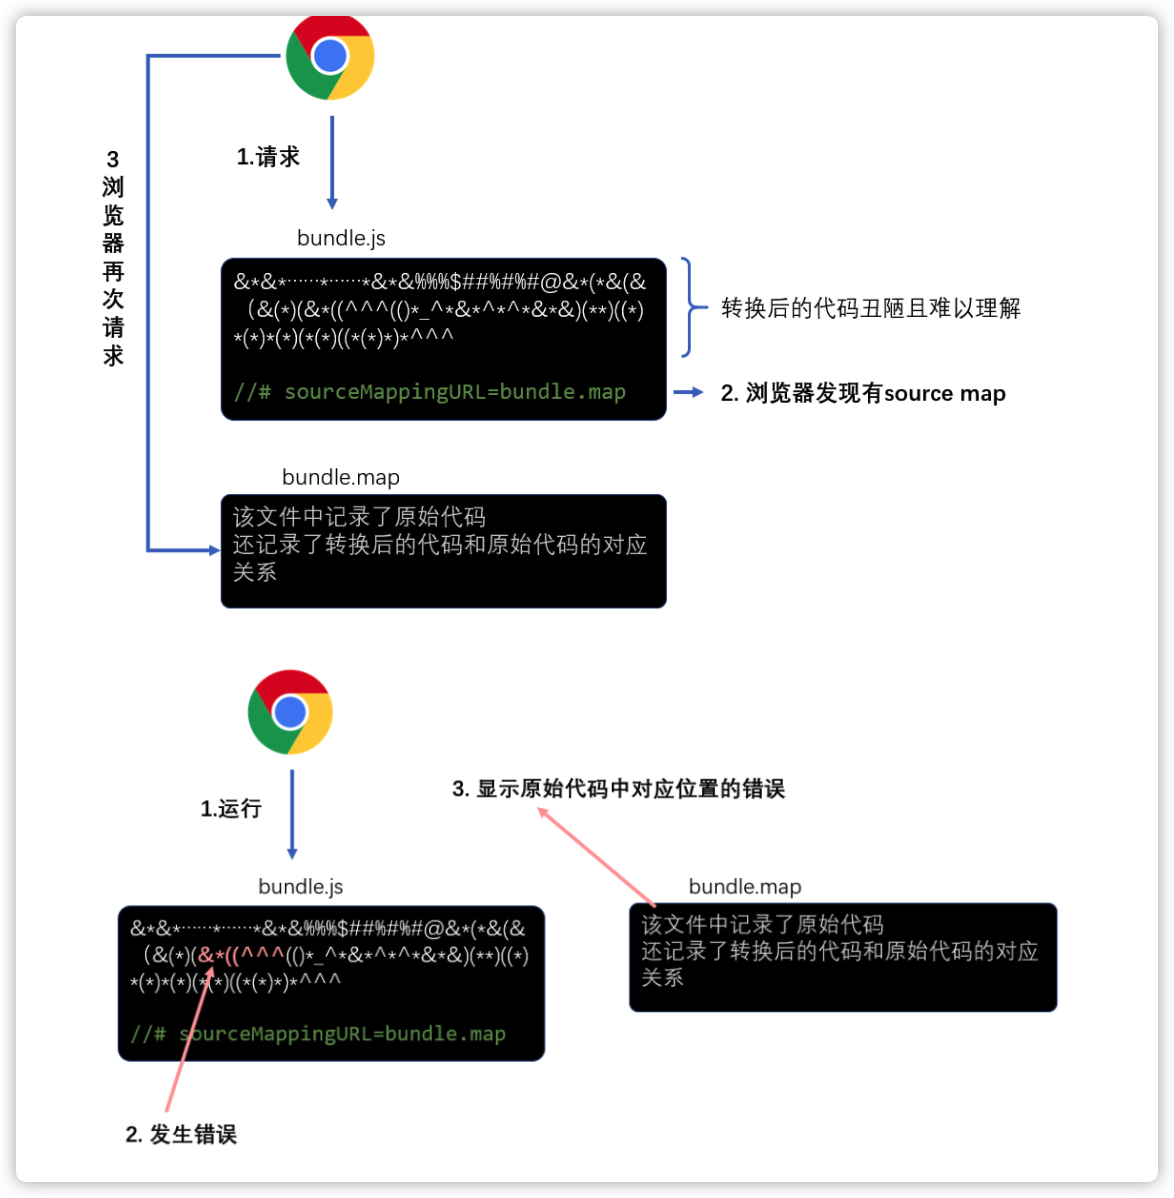 1.请求
3
浏
览
器
再
次
请
求
bundle.js
&*&*······*······*&*&%%%$##%#%#@&*(*&(&
（&(*)(&*((^^^(()*_^*&*^*^*&*&)(**)((*)
*(*)*(*)(*(*)((*(*)*)*^^^
//# sourceMappingURL=bundle.map
转换后的代码丑陋且难以理解
2. 浏览器发现有source map
bundle.map
该文件中记录了原始代码
还记录了转换后的代码和原始代码的对应
关系
1.运行
3. 显示原始代码中对应位置的错误
bundle.js
&*&*······*······*&*&%%%$##%#%#@&*(*&(&
（&(*)(&*((^^^(()*_^*&*^*^*&*&)(**)((*)
*(*)*(*)(*(*)((*(*)*)*^^^
//# sourceMappingURL=bundle.map
2. 发生错误
bundle.map
该文件中记录了原始代码
还记录了转换后的代码和原始代码的对应
关系